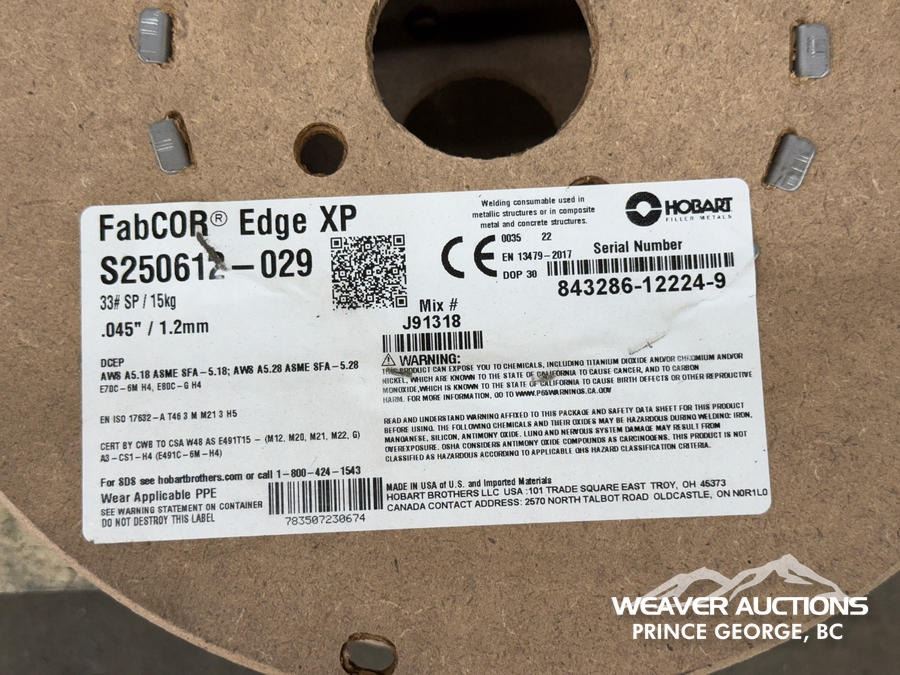 FabCOR® Edge XP
S250612-029
33# SP / 15kg
.045" / 1.2mm
Mix #
J91318
Welding consumable used in
metallic structures or in composite
metal and concrete structures.
CE
0035 22
EN 13479-2017
DOP 30
HOBART
FILLER METALS
Serial Number
843286-12224-9
DCEP
AWS A5.18 ASME SFA-5.18; AWS A5.28 ASME SFA-5.28
E70C-6M H4, E80C-G H4
EN ISO 17632-A T46 3 M M21 3 H5
CERT BY CWB TO CSA W48 AS E491T15 - (M12, M20, M21, M22, G)
A3-CS1-H4 (E491C-6M-H4)
For SDS see hobartbrothers.com or call 1-800-424-1543
Wear Applicable PPE
SEE WARNING STATEMENT ON CONTAINER
DO NOT DESTROY THIS LABEL
783507230674
WARNING:
THIS PRODUCT CAN EXPOSE YOU TO CHEMICALS, INCLUDING TITANIUM DIOXIDE AND/OR CHROMIUM AND/OR
NICKEL, WHICH ARE KNOWN TO THE STATE OF CALIFORNIA TO CAUSE CANCER, AND TO CARBON
MONOXIDE, WHICH IS KNOWN TO THE STATE OF CALIFORNIA TO CAUSE BIRTH DEFECTS OR OTHER REPRODUCTIVE
HARM. FOR MORE INFORMATION, GO TO WWW.P65WARNINGS.CA.GOV
READ AND UNDERSTAND WARNING AFFIXED TO THIS PACKAGE AND SAFETY DATA SHEET FOR THIS PRODUCT
BEFORE USING. THE FOLLOWING COMPOUNDS AND/OR THEIR OXIDES MAY BE HAZARDOUS DURING WELDING: IRON,
MANGANESE, SILICON, ANTIMONY OXIDE. LUNG AND NERVOUS SYSTEM DAMAGE MAY RESULT FROM
OVEREXPOSURE. OSHA CONSIDERS ANTIMONY OXIDE COMPOUNDS AS CARCINOGENS. THIS PRODUCT IS NOT
CLASSIFIED AS HAZARDOUS ACCORDING TO APPLICABLE GHS HAZARD CLASSIFICATION CRITERIA.
MADE IN USA of U.S. and Imported Materials
HOBART BROTHERS LLC USA :101 TRADE SQUARE EAST TROY, OH 45373
CANADA CONTACT ADDRESS: 2570 NORTH TALBOT ROAD OLDCASTLE, ON N0R1L0
WEAVER AUCTIONS
PRINCE GEORGE, BC